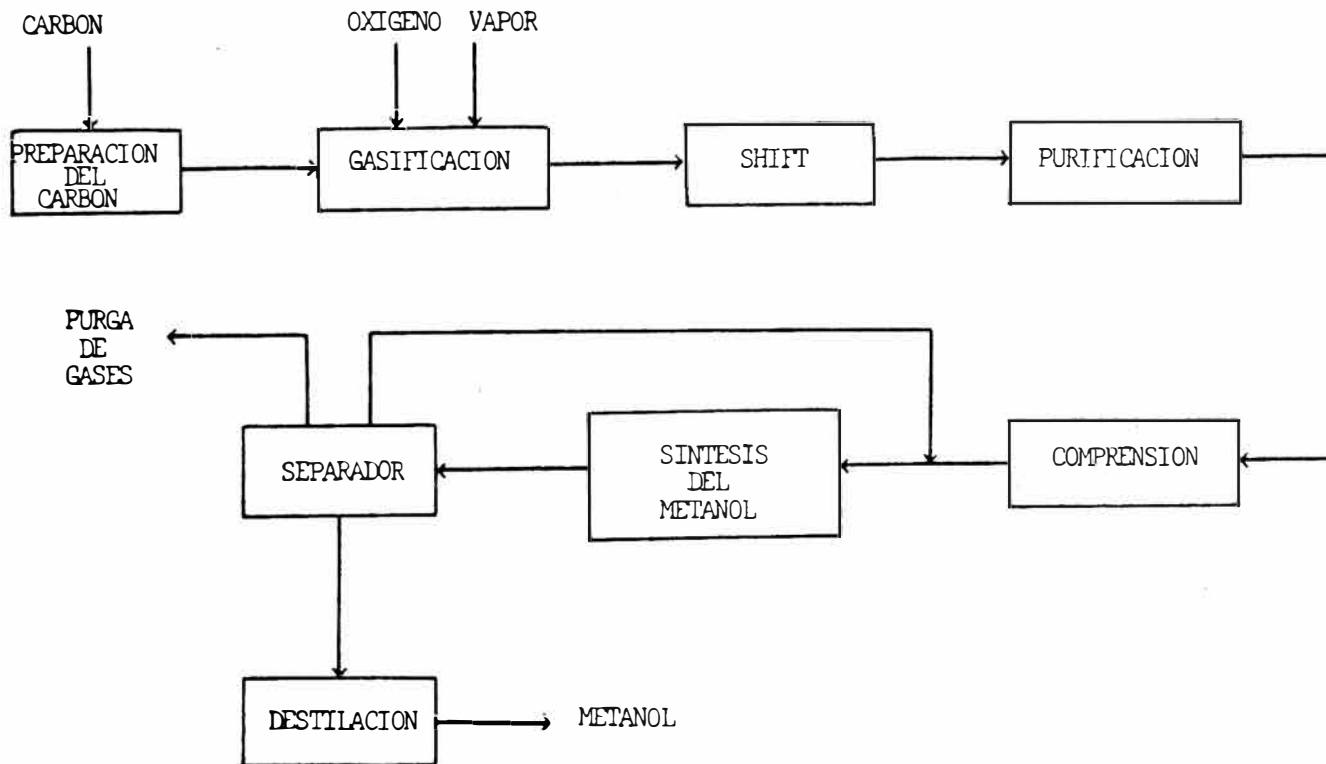 CARBON
OXIGENO VAPOR
PREPARACION
DEL
CARBON
GASIFICACION
SHIFT
PURIFICACION
PURGA
DE
GASES
SEPARADOR
SINTESIS
DEL
METANOL
COMPRENSION
DESTILACION
METANOL